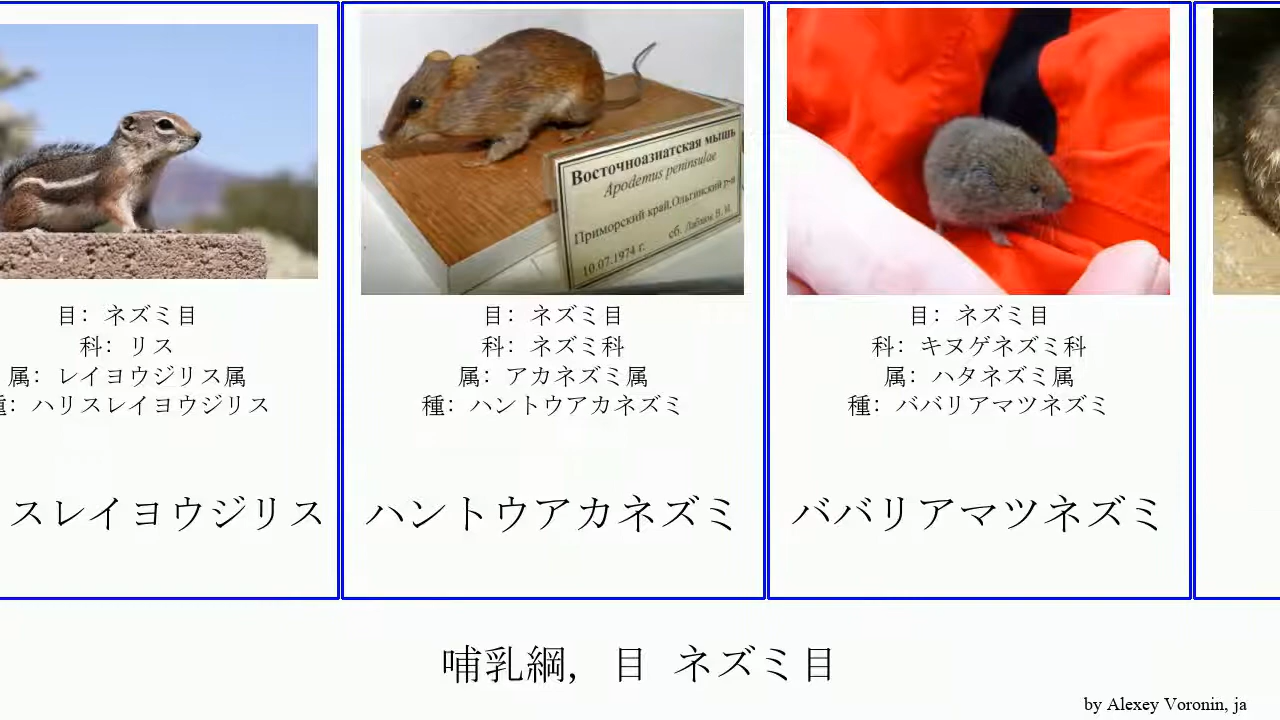 Восточноазиатская мышь
Apodemus peninsulae
Приморский край, Ольгинский р-н
об. Лабзюк В. И.
10.07.1974 г.
目: ネズミ目
科: リス
属: レイヨウジリス属
種: ハリスレイヨウジリス
スレイヨウジリス
目: ネズミ目
科: ネズミ科
属: アカネズミ属
種: ハントウアカネズミ
ハントウアカネズミ
目: ネズミ目
科: キヌゲネズミ科
属: ハタネズミ属
種: ババリアマツネズミ
ババリアマツネズミ
哺乳綱, 目 ネズミ目
by Alexey Voronin, ja